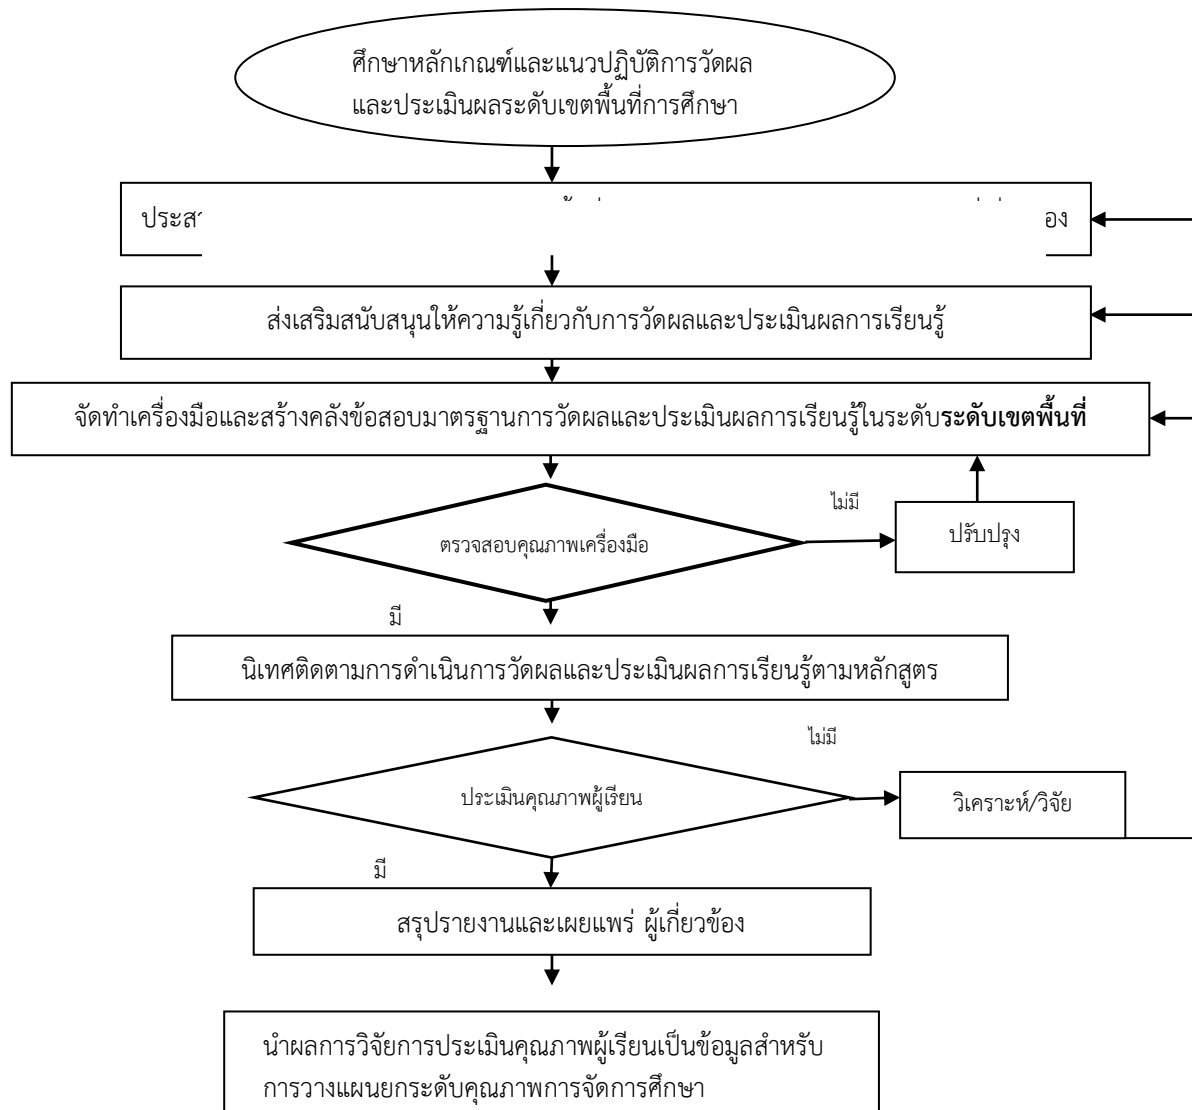 ศึกษาหลักเกณฑ์และแนวปฏิบัติการวัดผล
และประเมินผลระดับเขตพื้นที่การศึกษา
ส่งเสริมสนับสนุนให้ความรู้เกี่ยวกับการวัดผลและประเมินผลการเรียนรู้
จัดทำเครื่องมือและสร้างคลังข้อสอบมาตรฐานการวัดผลและประเมินผลการเรียนรู้ในระดับระดับเขตพื้นที่
ไม่มี
ตรวจสอบคุณภาพเครื่องมือ
ปรับปรุง
มี
นิเทศติดตามการดำเนินการวัดผลและประเมินผลการเรียนรู้ตามหลักสูตร
ไม่มี
ประเมินคุณภาพผู้เรียน
วิเคราะห์/วิจัย
มี
สรุปรายงานและเผยแพร่ ผู้เกี่ยวข้อง
นำผลการวิจัยการประเมินคุณภาพผู้เรียนเป็นข้อมูลสำหรับ
การวางแผนยกระดับคุณภาพการจัดการศึกษา